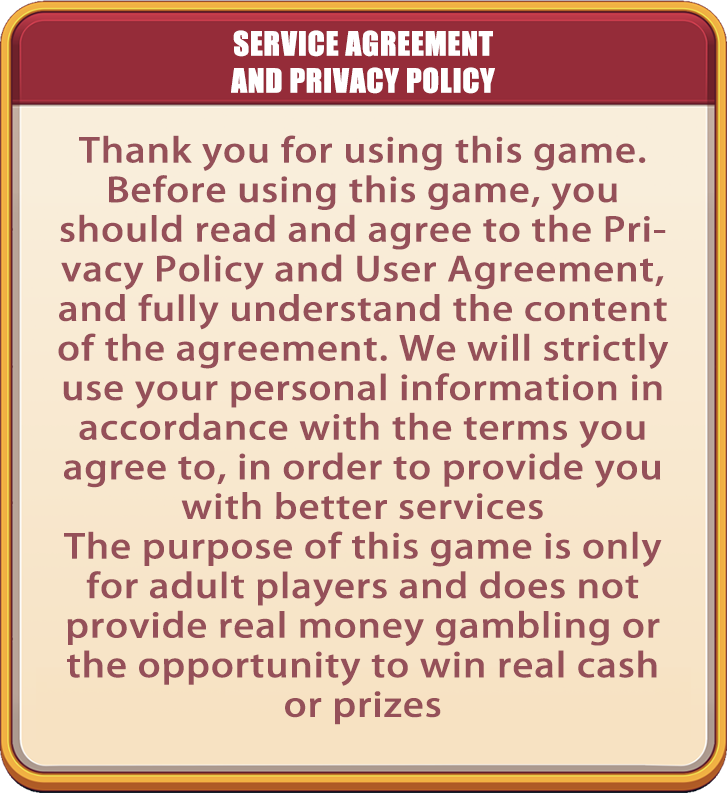 SERVICE AGREEMENT
AND PRIVACY POLICY
Thank you for using this game.
Before using this game, you
should read and agree to the Pri-
vacy Policy and User Agreement,
and fully understand the content
of the agreement. We will strictly
use your personal information in
accordance with the terms you
agree to, in order to provide you
with better services
The purpose of this game is only
for adult players and does not
provide real money gambling or
the opportunity to win real cash
or prizes